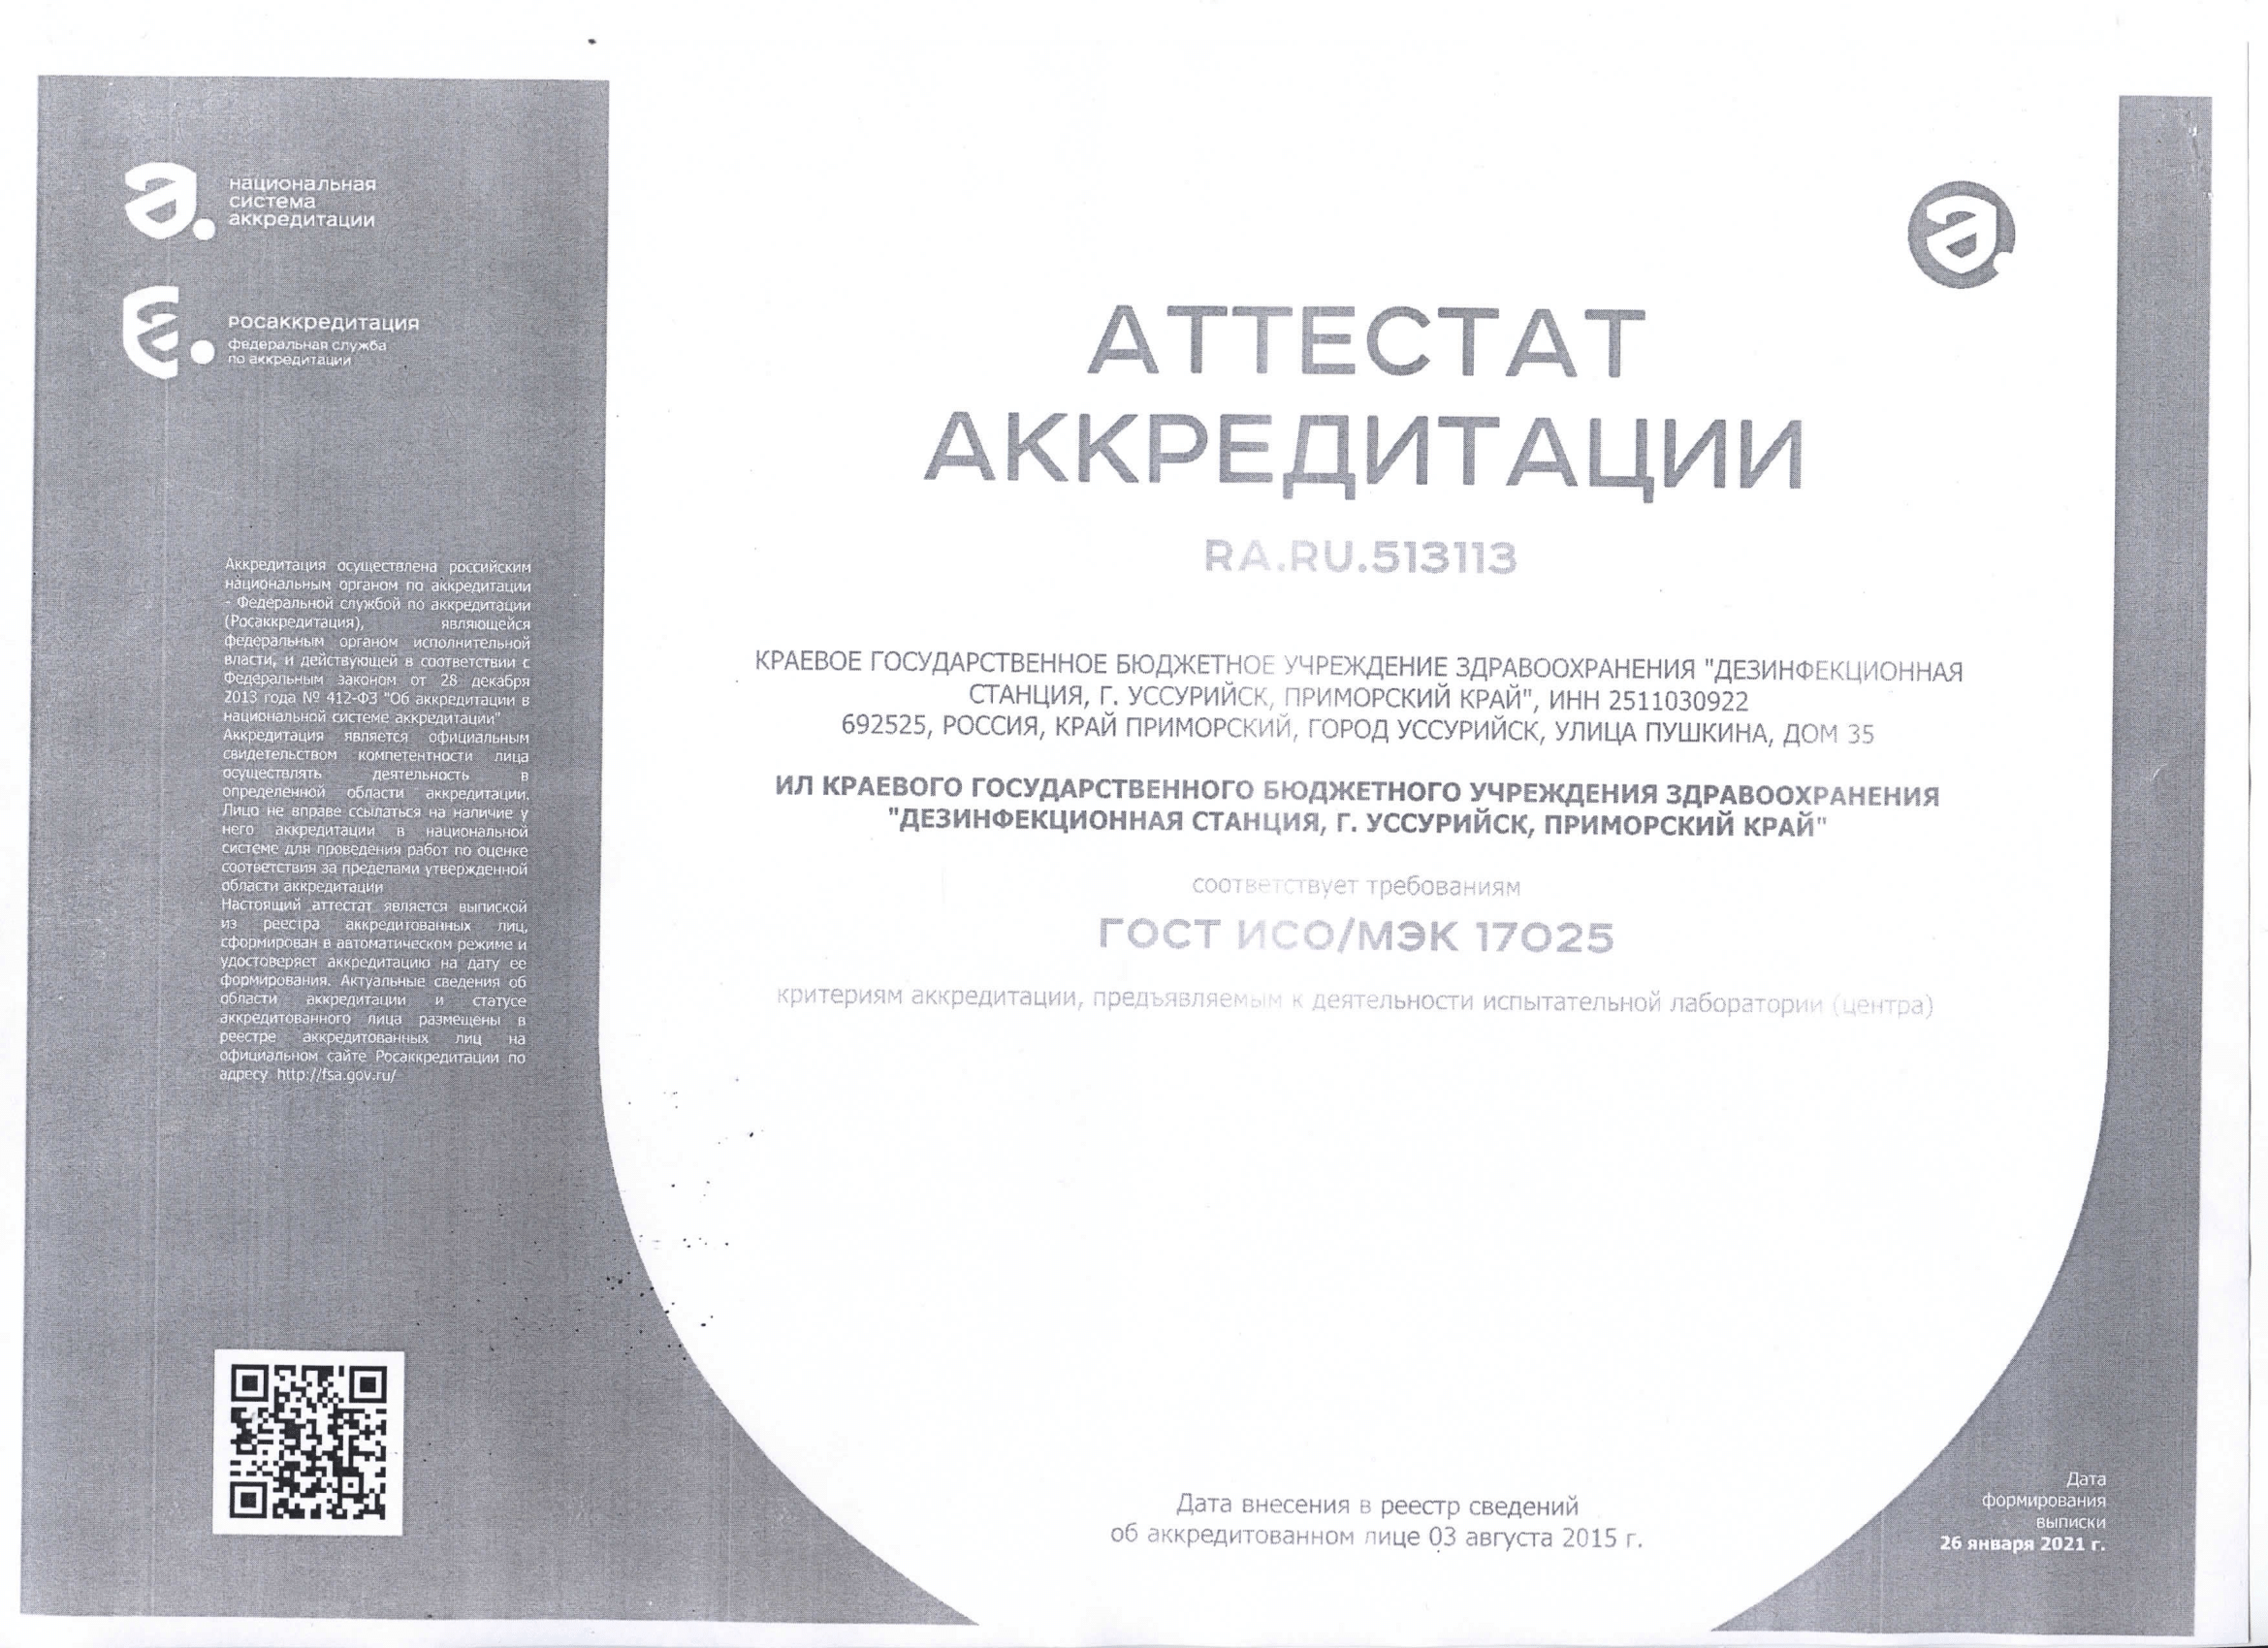 национальная
система
аккредитации
росаккредитация
федеральная служба
по аккредитации
Аккредитация осуществлена российским
национальным органом по аккредитации
- Федеральной службой по аккредитации
(Росаккредитация), являющейся
федеральным органом исполнительной
власти, и действующей в соответствии с
Федеральным законом от 28 декабря
2013 года № 412-ФЗ "Об аккредитации в
национальной системе аккредитации"
Аккредитация является официальным
свидетельством компетентности лица
осуществлять деятельность в
определенной области аккредитации.
Лицо не вправе ссылаться на наличие у
него аккредитации в национальной
системе для проведения работ по оценке
соответствия за пределами утвержденной
области аккредитации
Настоящий аттестат является выпиской
из реестра аккредитованных лиц,
сформирован в автоматическом режиме и
удостоверяет аккредитацию на дату ее
формирования. Актуальные сведения об
области аккредитации и статусе
аккредитованного лица размещены в
реестре аккредитованных лиц на
официальном сайте Росаккредитации по
адресу http://fsa.gov.ru/
АТТЕСТАТ
АККРЕДИТАЦИИ
RA.RU.513113
КРАЕВОЕ ГОСУДАРСТВЕННОЕ БЮДЖЕТНОЕ УЧРЕЖДЕНИЕ ЗДРАВООХРАНЕНИЯ "ДЕЗИНФЕКЦИОННАЯ
СТАНЦИЯ, Г. УССУРИЙСК, ПРИМОРСКИЙ КРАЙ", ИНН 2511030922
692525, РОССИЯ, КРАЙ ПРИМОРСКИЙ, ГОРОД УССУРИЙСК, УЛИЦА ПУШКИНА, ДОМ 35
ИЛ КРАЕВОГО ГОСУДАРСТВЕННОГО БЮДЖЕТНОГО УЧРЕЖДЕНИЯ ЗДРАВООХРАНЕНИЯ
"ДЕЗИНФЕКЦИОННАЯ СТАНЦИЯ, Г. УССУРИЙСК, ПРИМОРСКИЙ КРАЙ"
соответствует требованиям
ГОСТ ИСО/МЭК 17025
критериям аккредитации, предъявляемым к деятельности испытательной лаборатории (центра)
Дата внесения в реестр сведений
об аккредитованном лице 03 августа 2015 г.
Дата
формирования
выписки
26 января 2021 г.